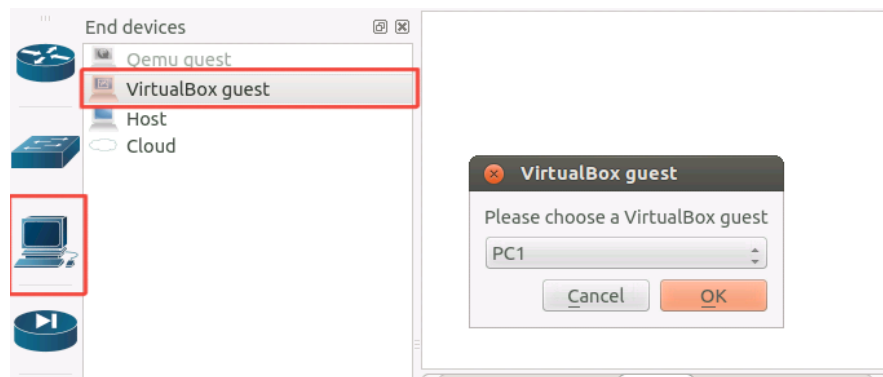 End devices
Qemu guest
VirtualBox guest
Host
Cloud
VirtualBox guest
Please choose a VirtualBox guest
PC1
Cancel
OK